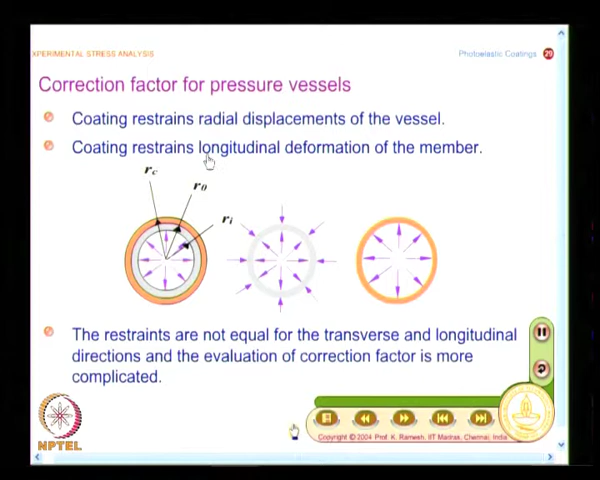 XPERIMENTAL STRESS ANALYSIS
Photoelastic Coatings 29
Correction factor for pressure vessels
Coating restrains radial displacements of the vessel.
Coating restrains longitudinal deformation of the member.
rc
r0
ri
The restraints are not equal for the transverse and longitudinal
directions and the evaluation of correction factor is more
complicated.
NPTEL
Copyright © 2004 Prof. K. Ramesh, IIT Madras, Chennai, India